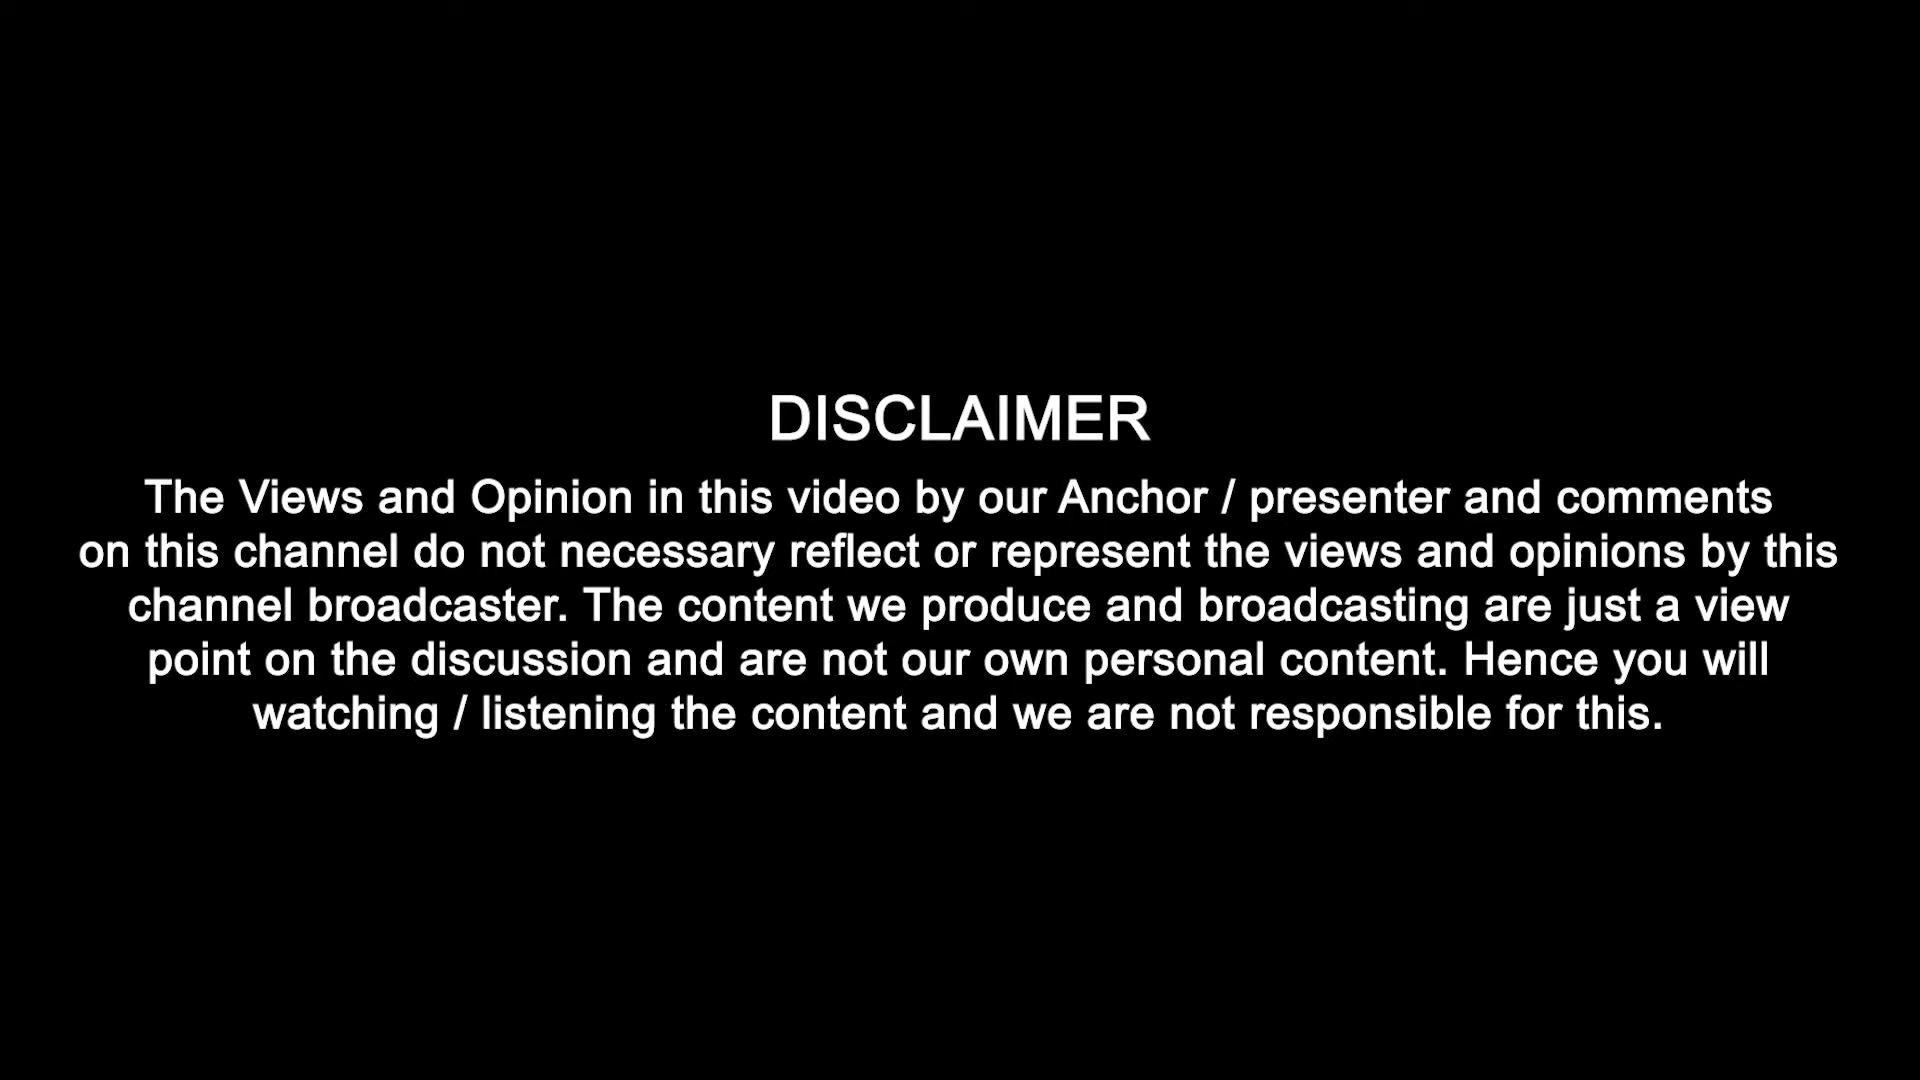 DISCLAIMER
The Views and Opinion in this video by our Anchor / presenter and comments
on this channel do not necessary reflect or represent the views and opinions by this
channel broadcaster. The content we produce and broadcasting are just a view
point on the discussion and are not our own personal content. Hence you will
watching / listening the content and we are not responsible for this.